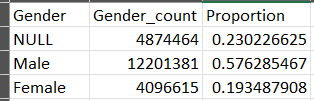 Gender Gender_count Proportion
NULL 4874464 0.230226625
Male 12201381 0.576285467
Female 4096615 0.193487908